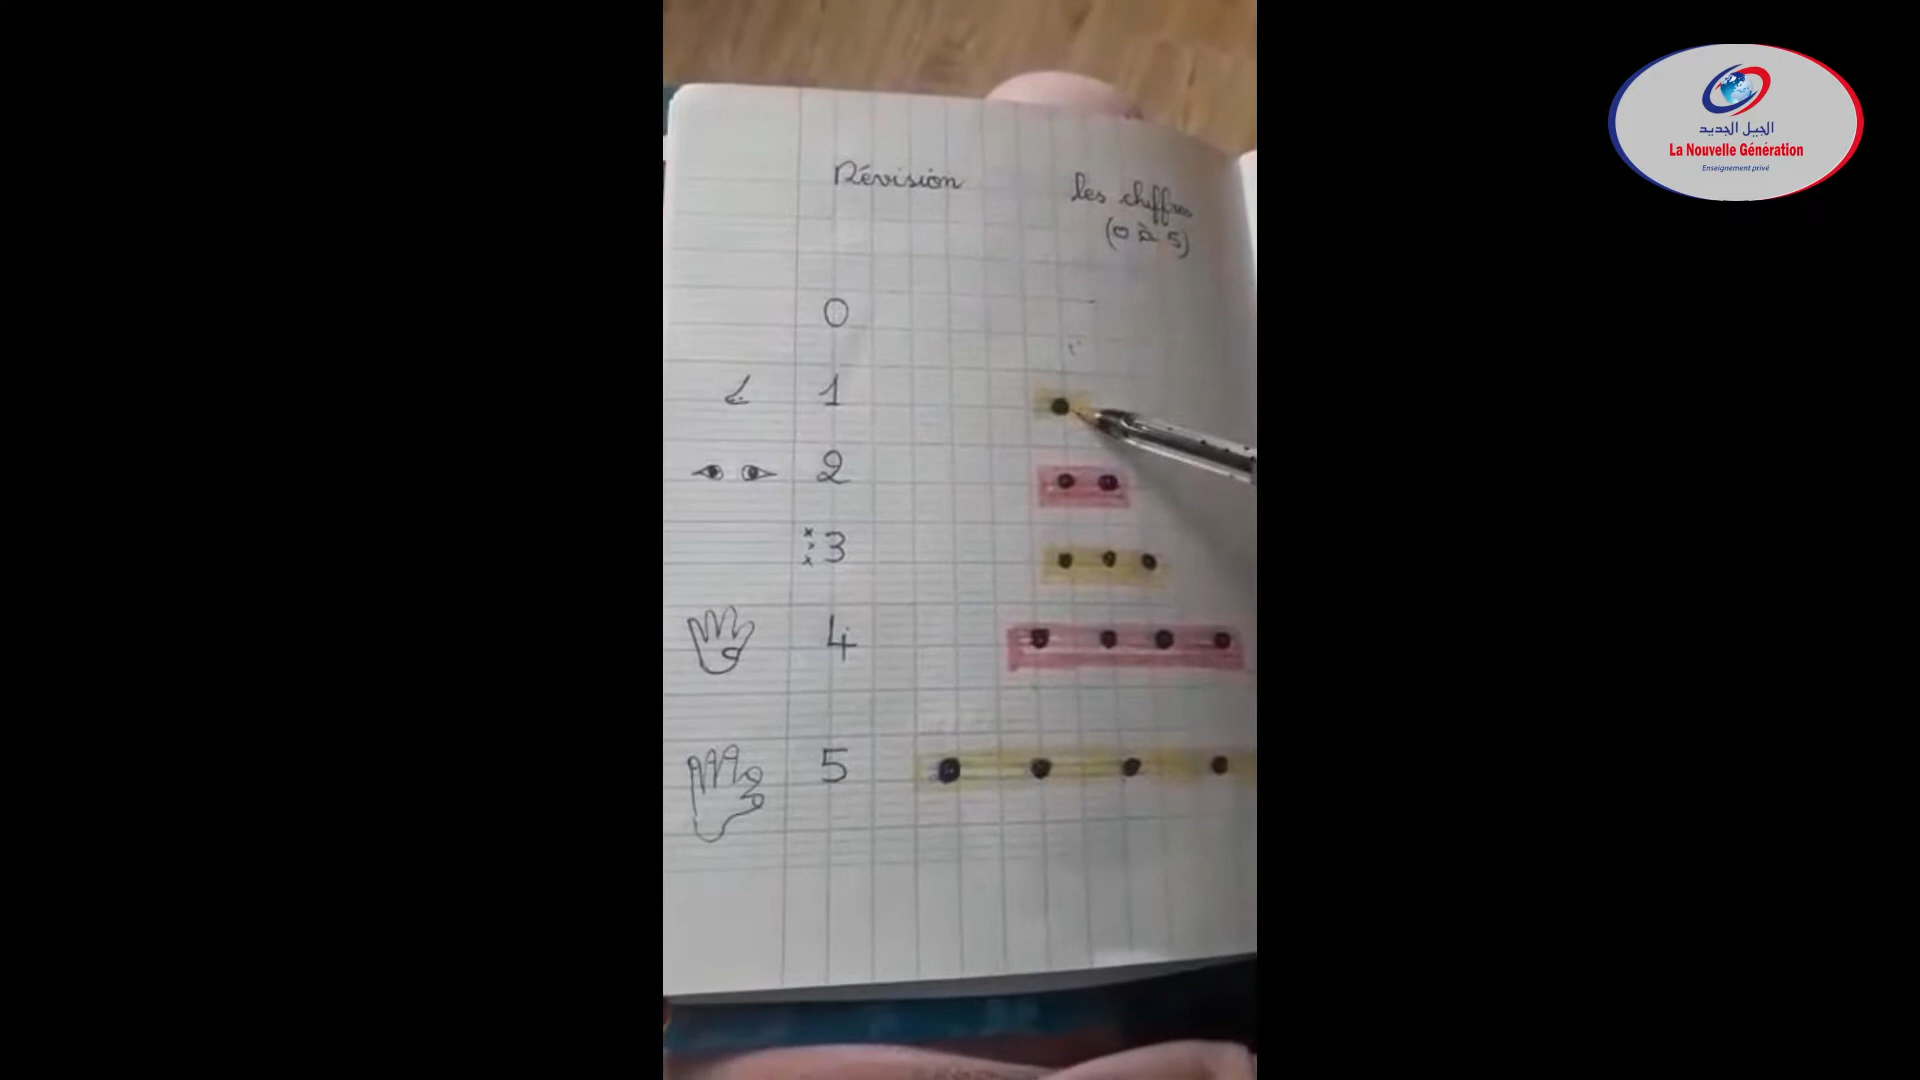 Révision
les chiffres
(0 à 5)
0
1
2
3
4
5
الجيل الجديد
La Nouvelle Génération
Enseignement privé